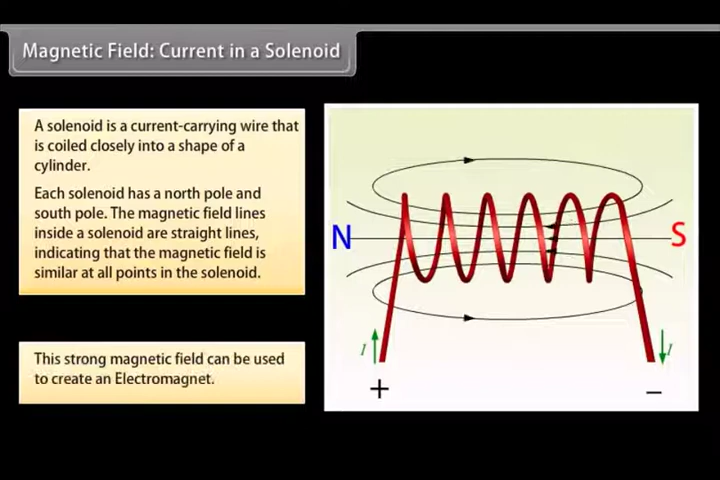 Magnetic Field: Current in a Solenoid
A solenoid is a current-carrying wire that
is coiled closely into a shape of a
cylinder.
Each solenoid has a north pole and
south pole. The magnetic field lines
inside a solenoid are straight lines,
indicating that the magnetic field is
similar at all points in the solenoid.
This strong magnetic field can be used
to create an Electromagnet.
N
S
I
I
+
−